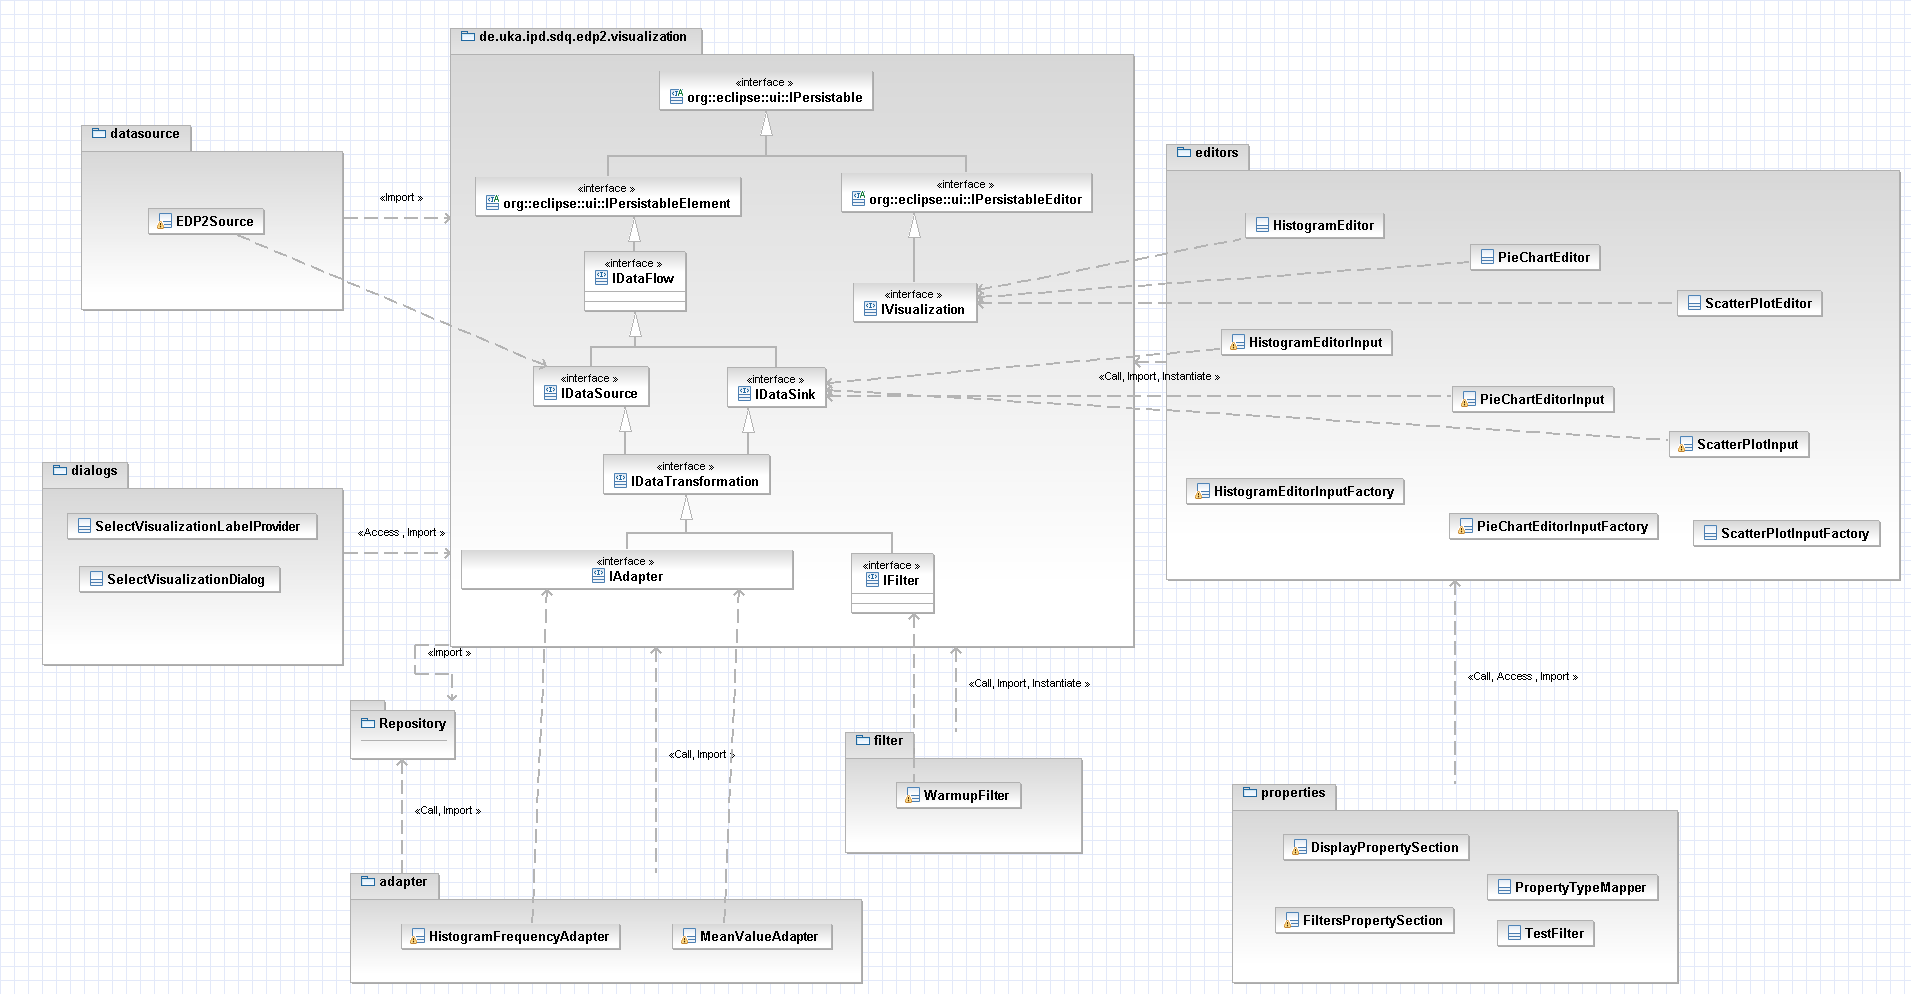 de.uka.ipd.sdq.edp2.visualization
«interface »
org::eclipse::ui::IPersistable
datasource
EDP2Source
«Import »
«interface »
org::eclipse::ui::IPersistableElement
«interface »
org::eclipse::ui::IPersistableEditor
«interface »
IDataFlow
«interface »
IVisualization
«interface »
IDataSource
«interface »
IDataSink
«interface »
IDataTransformation
«interface »
IAdapter
«interface »
IFilter
editors
HistogramEditor
PieChartEditor
ScatterPlotEditor
HistogramEditorInput
«Call, Import, Instantiate »
PieChartEditorInput
ScatterPlotInput
HistogramEditorInputFactory
PieChartEditorInputFactory
ScatterPlotInputFactory
dialogs
SelectVisualizationLabelProvider
SelectVisualizationDialog
«Access , Import »
«Import »
Repository
«Call, Import »
«Call, Import »
«Call, Import, Instantiate »
«Call, Access , Import »
filter
WarmupFilter
adapter
HistogramFrequencyAdapter
MeanValueAdapter
properties
DisplayPropertySection
PropertyTypeMapper
FiltersPropertySection
TestFilter